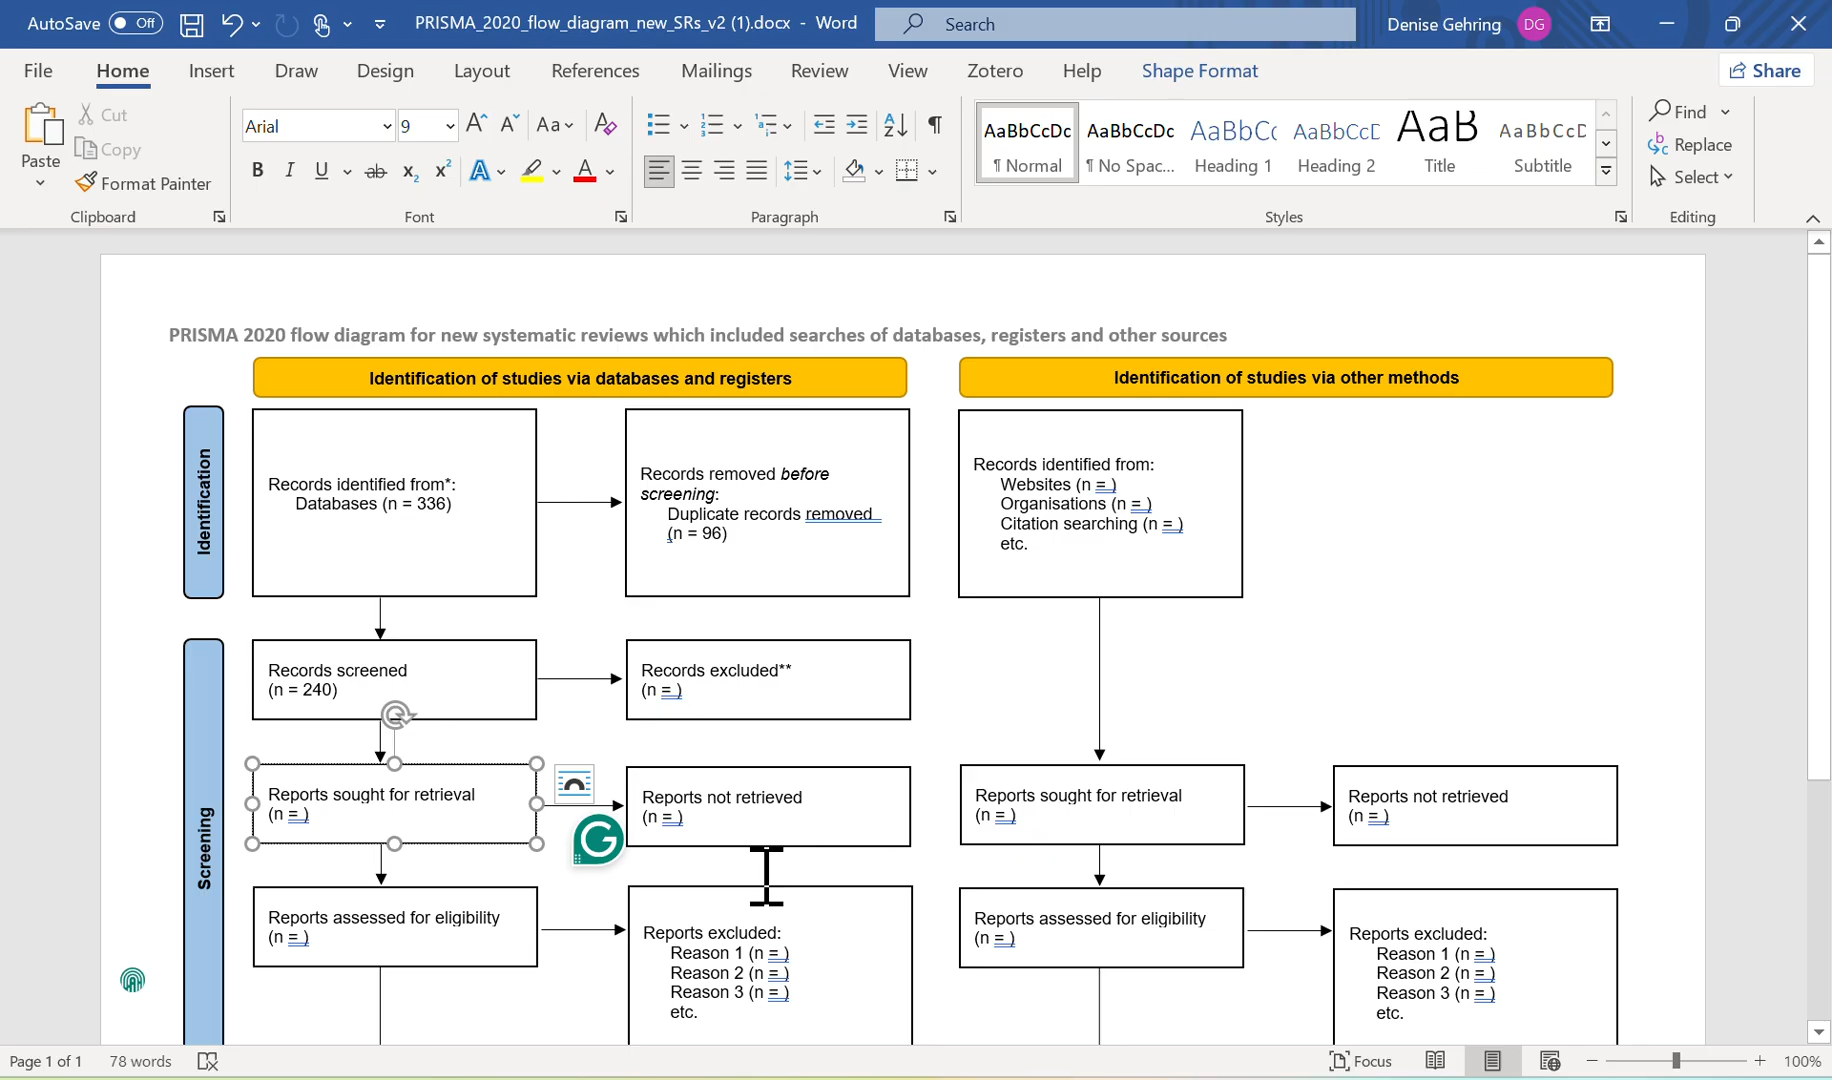 AutoSave Off
PRISMA_2020_flow_diagram_new_SRs_v2 (1).docx - Word
Search
Denise Gehring DG
File Home Insert Draw Design Layout References Mailings Review View Zotero Help Shape Format Share
Paste
Cut
Copy
Format Painter
Clipboard
Arial 9
Aa
B I U ab x₂ x² A A
Font
Paragraph
AaBbCcDc AaBbCcDc AaBbCc AaBbCcD AaB AaBbCcD
¶ Normal ¶ No Spac... Heading 1 Heading 2 Title Subtitle
Styles
Find
Replace
Select
Editing
PRISMA 2020 flow diagram for new systematic reviews which included searches of databases, registers and other sources
Identification of studies via databases and registers
Identification of studies via other methods
Identification
Records identified from*:
Databases (n = 336)
Records removed before
screening:
Duplicate records removed
(n = 96)
Records identified from:
Websites (n = )
Organisations (n = )
Citation searching (n = )
etc.
Screening
Records screened
(n = 240)
Records excluded**
(n = )
Reports sought for retrieval
(n = )
Reports not retrieved
(n = )
Reports sought for retrieval
(n = )
Reports not retrieved
(n = )
Reports assessed for eligibility
(n = )
Reports excluded:
Reason 1 (n = )
Reason 2 (n = )
Reason 3 (n = )
etc.
Reports assessed for eligibility
(n = )
Reports excluded:
Reason 1 (n = )
Reason 2 (n = )
Reason 3 (n = )
etc.
Page 1 of 1 78 words
Focus
100%